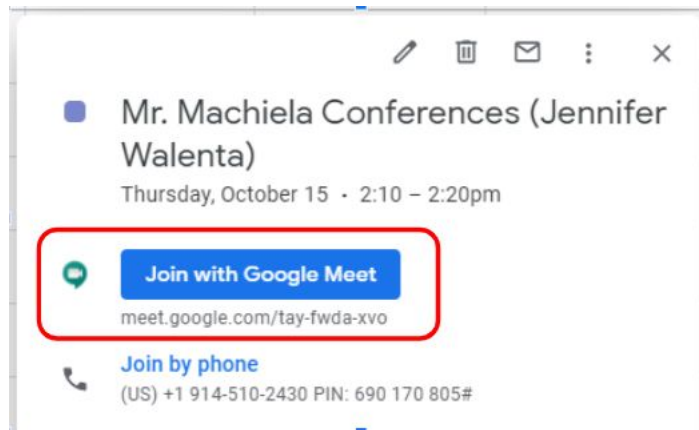 Mr. Machiela Conferences (Jennifer
Walenta)
Thursday, October 15 · 2:10 – 2:20pm
Join with Google Meet
meet.google.com/tay-fwda-xvo
Join by phone
(US) +1 914-510-2430 PIN: 690 170 805#